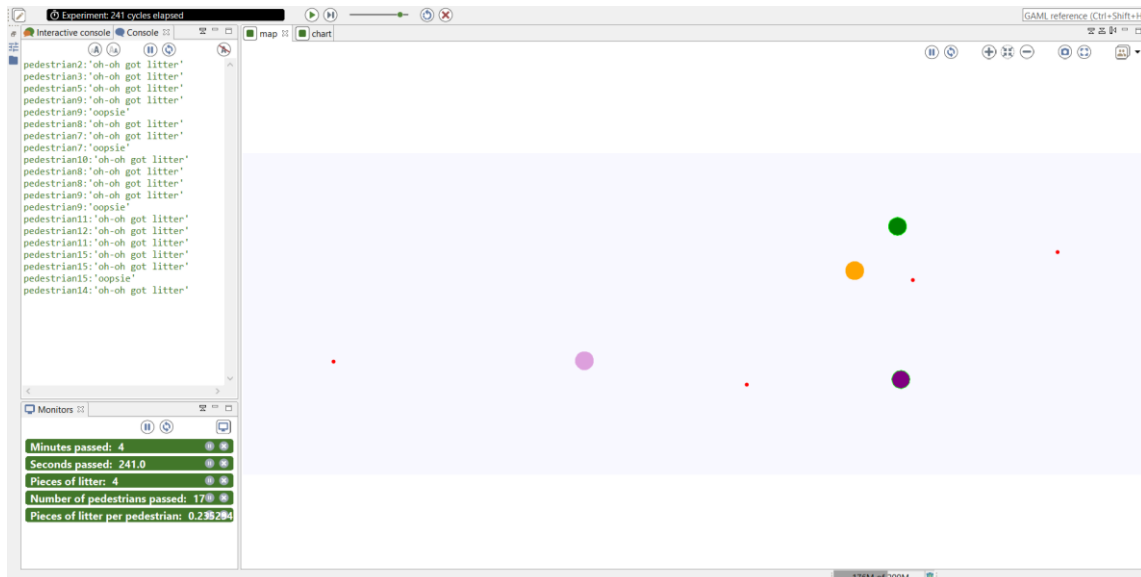 Experiment: 241 cycles elapsed
GAML reference (Ctrl+Shift+H
Interactive console Console
map chart
pedestrian2:'oh-oh got litter'
pedestrian3:'oh-oh got litter'
pedestrian5:'oh-oh got litter'
pedestrian9:'oh-oh got litter'
pedestrian9:'oopsie'
pedestrian8:'oh-oh got litter'
pedestrian7:'oh-oh got litter'
pedestrian7:'oopsie'
pedestrian10:'oh-oh got litter'
pedestrian8:'oh-oh got litter'
pedestrian8:'oh-oh got litter'
pedestrian9:'oh-oh got litter'
pedestrian9:'oopsie'
pedestrian11:'oh-oh got litter'
pedestrian12:'oh-oh got litter'
pedestrian11:'oh-oh got litter'
pedestrian15:'oh-oh got litter'
pedestrian15:'oh-oh got litter'
pedestrian15:'oopsie'
pedestrian14:'oh-oh got litter'
Monitors
Minutes passed: 4
Seconds passed: 241.0
Pieces of litter: 4
Number of pedestrians passed: 17
Pieces of litter per pedestrian: 0.235294